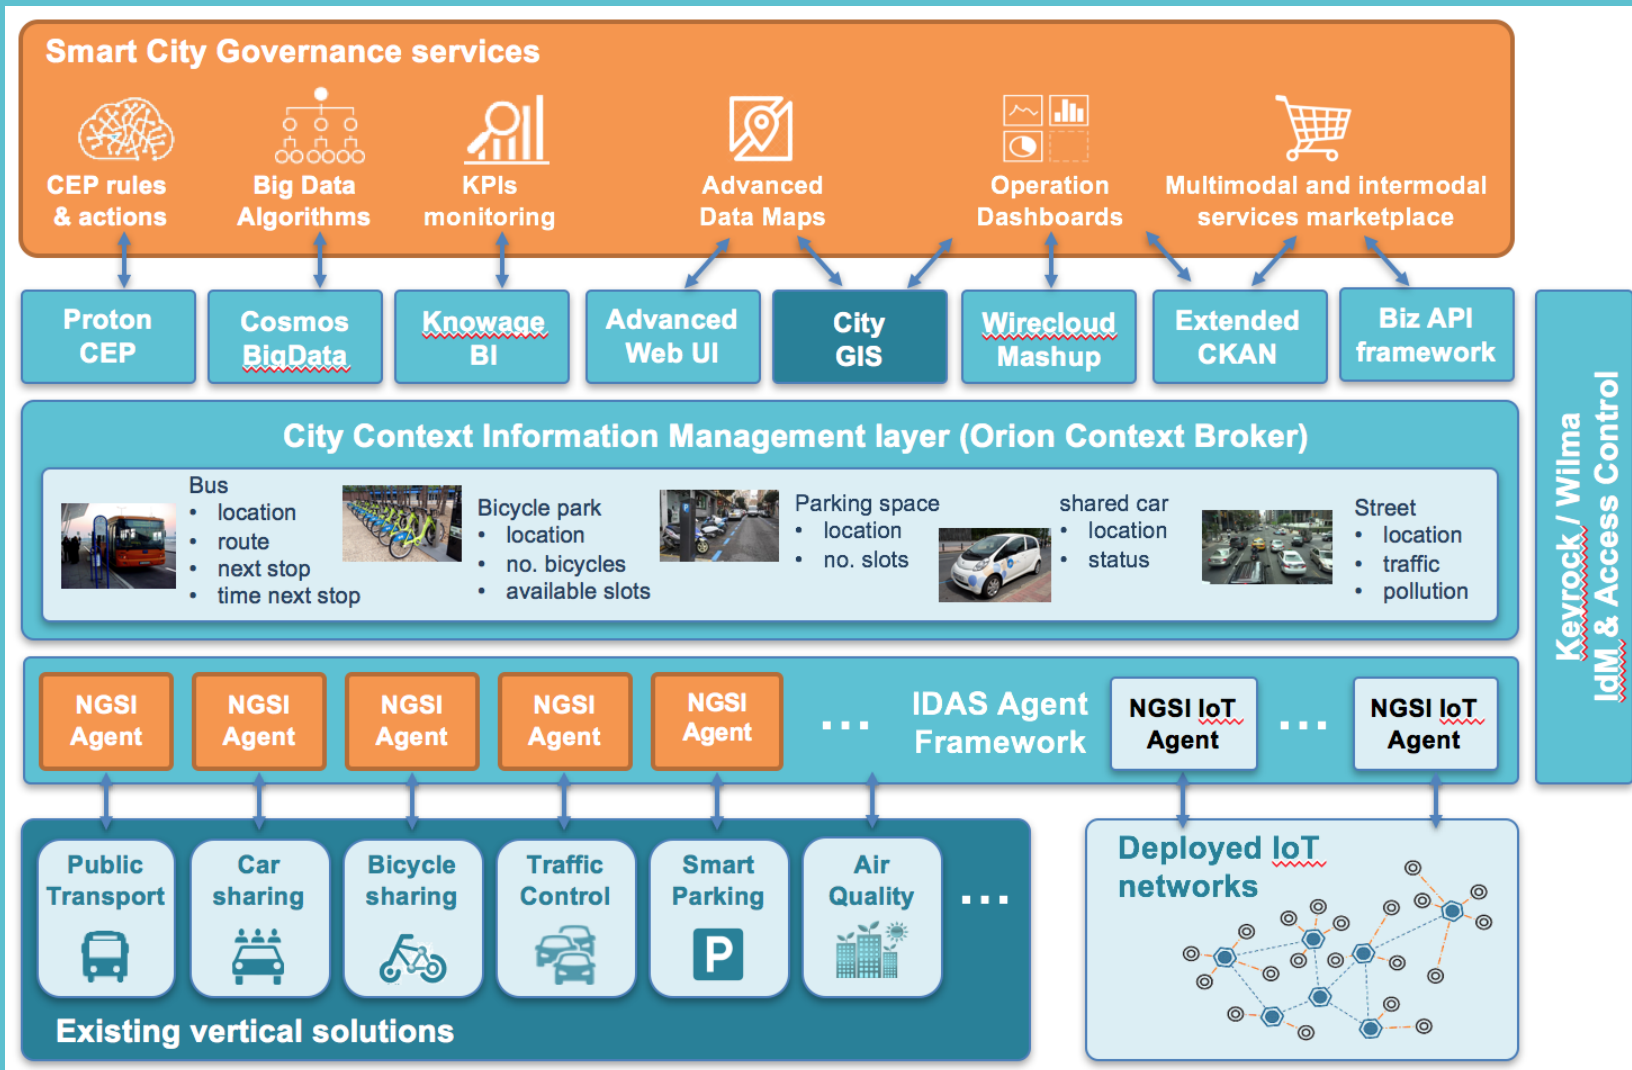 Smart City Governance services
CEP rules
& actions
Big Data
Algorithms
KPIs
monitoring
Advanced
Data Maps
Operation
Dashboards
Multimodal and intermodal
services marketplace
Proton
CEP
Cosmos
BigData
Knowage
BI
Advanced
Web UI
City
GIS
Wirecloud
Mashup
Extended
CKAN
Biz API
framework
Keyrock / Wilma
IdM & Access Control
City Context Information Management layer (Orion Context Broker)
Bus
• location
• route
• next stop
• time next stop
Bicycle park
• location
• no. bicycles
• available slots
Parking space
• location
• no. slots
shared car
• location
• status
Street
• location
• traffic
• pollution
NGSI
Agent
NGSI
Agent
NGSI
Agent
NGSI
Agent
NGSI
Agent
...
IDAS Agent
Framework
NGSI IoT
Agent
...
NGSI IoT
Agent
Public
Transport
Car
sharing
Bicycle
sharing
Traffic
Control
Smart
Parking
P
Air
Quality
...
Existing vertical solutions
Deployed IoT
networks